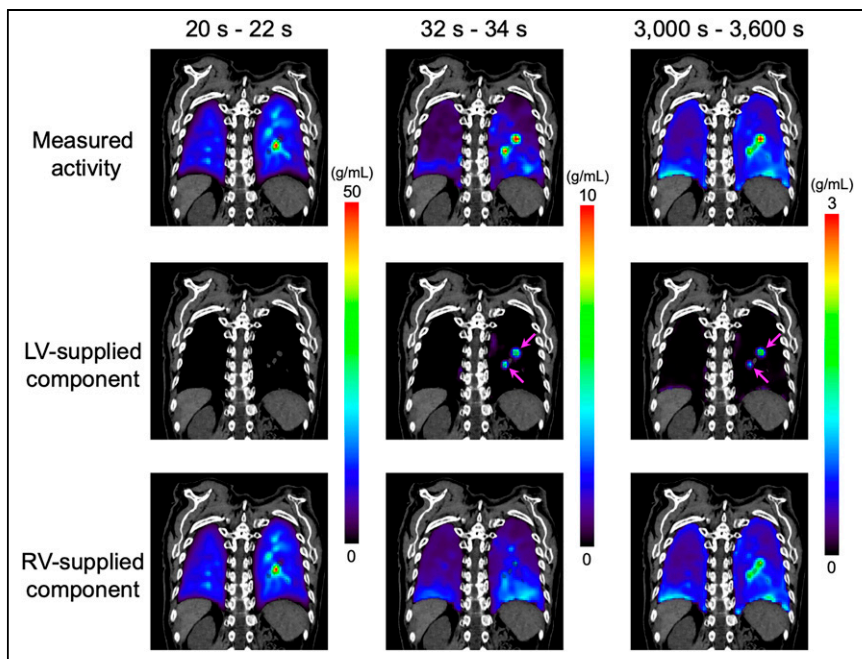 20 s - 22 s
32 s - 34 s
3,000 s - 3,600 s
Measured
activity
(g/mL)
50
0
(g/mL)
10
0
(g/mL)
3
0
LV-supplied
component
RV-supplied
component